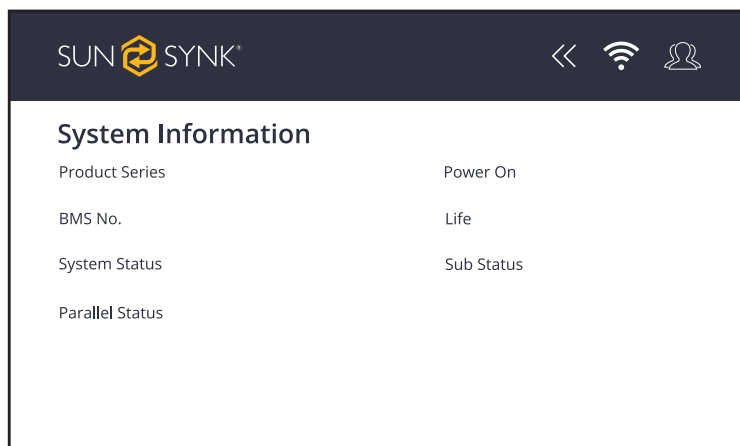 SUN SYNK®
System Information
Product Series
Power On
BMS No.
Life
System Status
Sub Status
Parallel Status